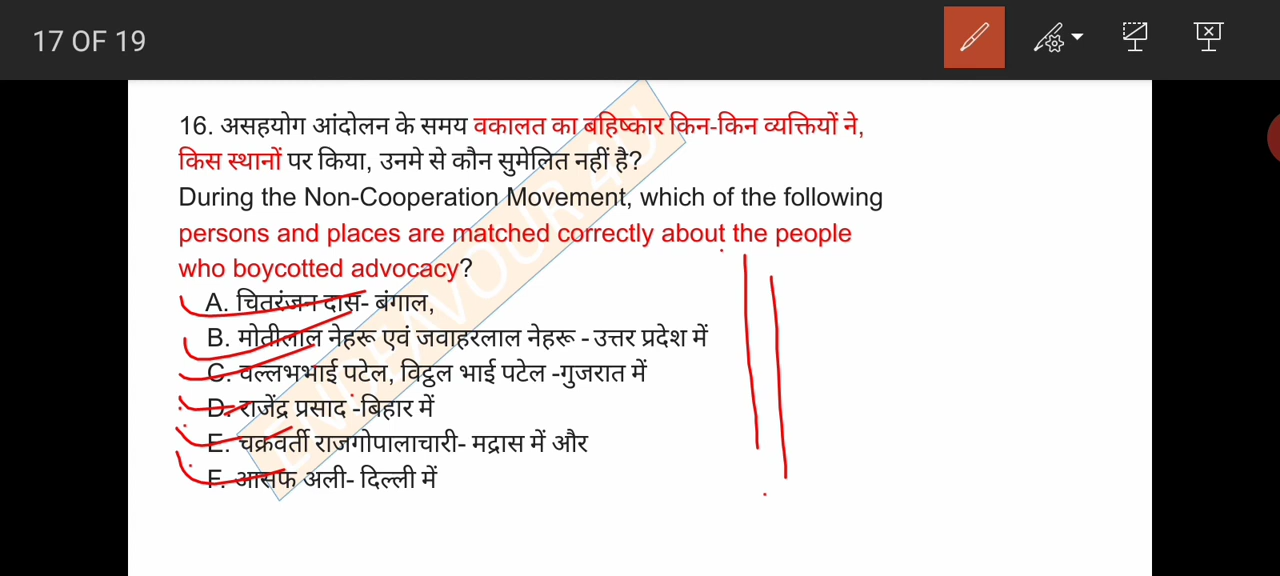 17 OF 19
16. असहयोग आंदोलन के समय वकालत का बहिष्कार किन-किन व्यक्तियों ने,
किस स्थानों पर किया, उनमे से कौन सुमेलित नहीं है?
During the Non-Cooperation Movement, which of the following
persons and places are matched correctly about the people
who boycotted advocacy?
A. चितरंजन दास- बंगाल,
B. मोतीलाल नेहरू एवं जवाहरलाल नेहरू - उत्तर प्रदेश में
C. वल्लभभाई पटेल, विट्ठल भाई पटेल -गुजरात में
D. राजेंद्र प्रसाद -बिहार में
E. चक्रवर्ती राजगोपालाचारी- मद्रास में और
F. आसफ अली- दिल्ली में